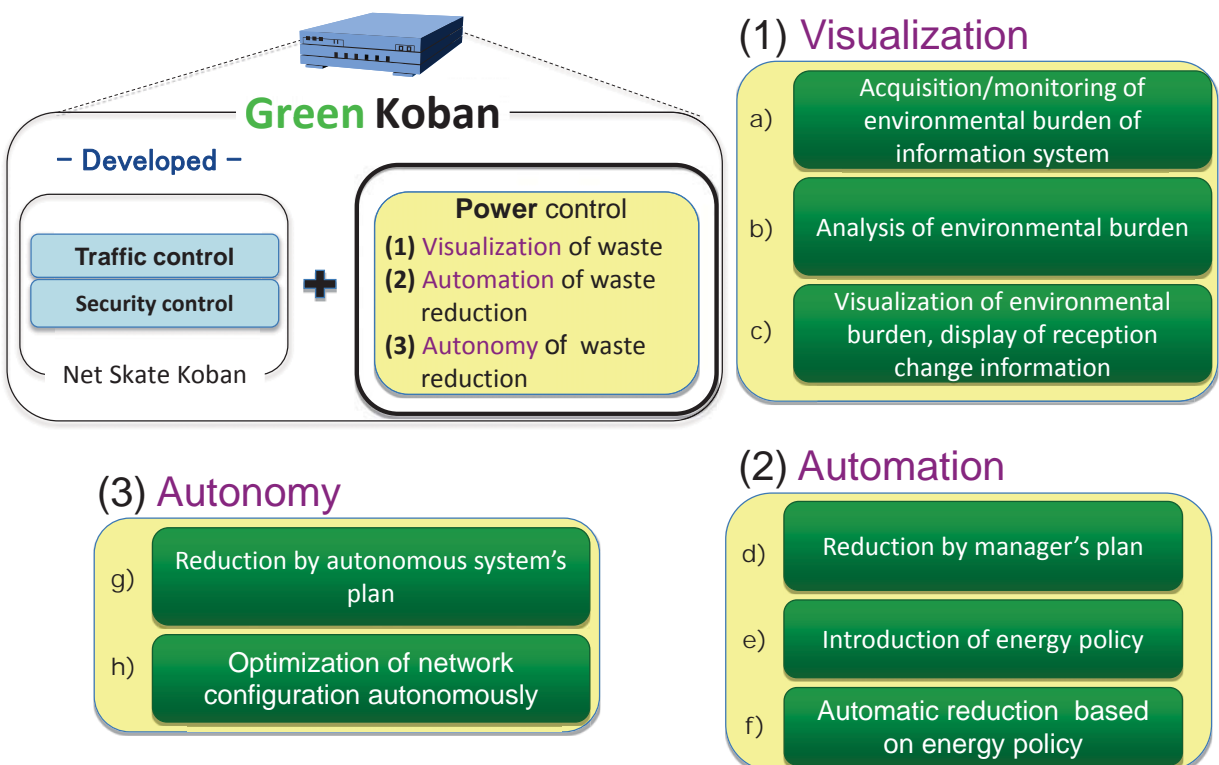 Green Koban
– Developed –
Traffic control
Security control
Net Skate Koban
Power control
(1) Visualization of waste
(2) Automation of waste
reduction
(3) Autonomy of waste
reduction
(1) Visualization
a)
Acquisition/monitoring of
environmental burden of
information system
b)
Analysis of environmental burden
c)
Visualization of environmental
burden, display of reception
change information
(2) Automation
d)
Reduction by manager's plan
e)
Introduction of energy policy
f)
Automatic reduction based
on energy policy
(3) Autonomy
g)
Reduction by autonomous system's
plan
h)
Optimization of network
configuration autonomously